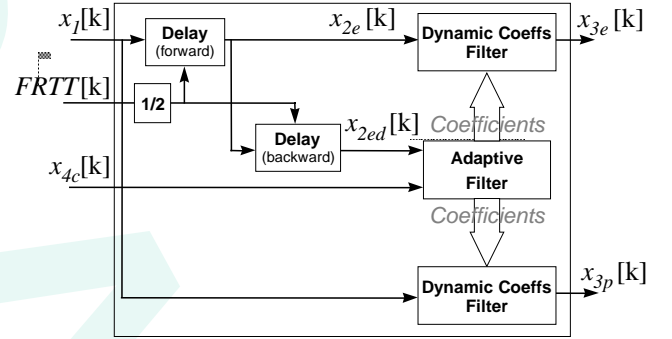 x1[k]
Delay
(forward)
x2e [k]
Dynamic Coeffs
Filter
x3e [k]
FRTT[k]
1/2
Delay
(backward)
x2ed[k]
Coefficients
Adaptive
Filter
x4c[k]
Coefficients
Dynamic Coeffs
Filter
x3p [k]